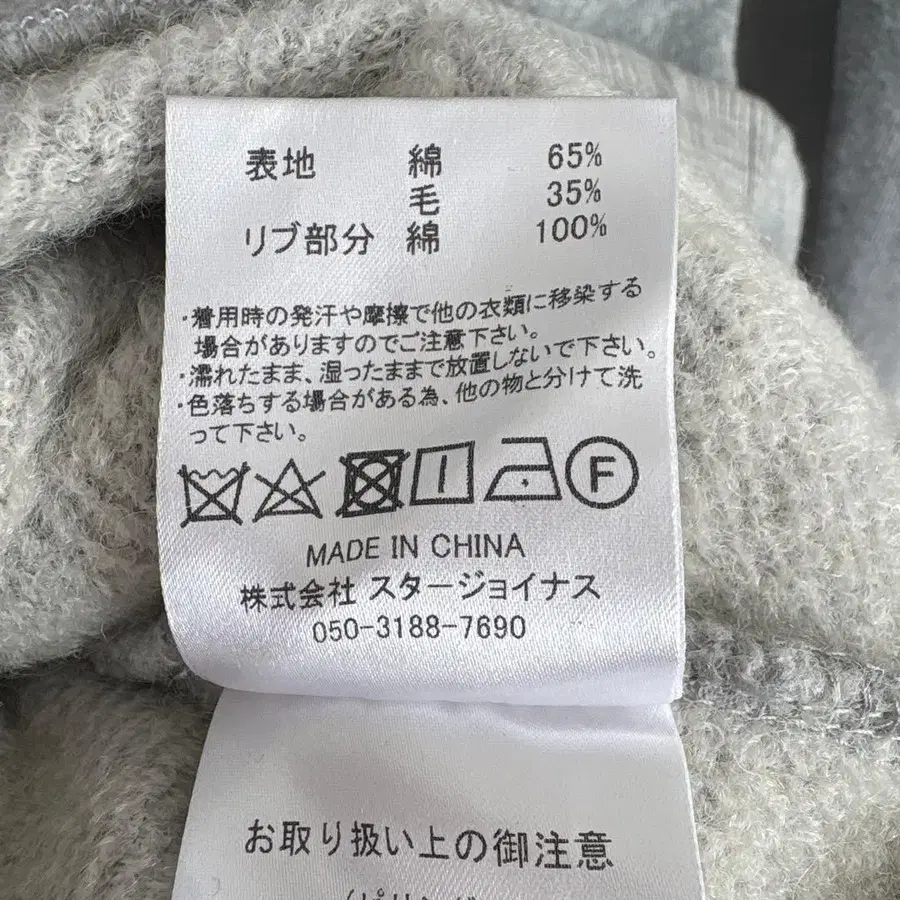 表地 綿 65%
毛 35%
リブ部分 綿 100%
・着用時の発汗や摩擦で他の衣類に移染する
場合がありますのでご注意下さい。
・濡れたまま、湿ったままで放置しないで下さい。
・色落ちする場合がある為、他の物と分けて洗
って下さい。
F
MADE IN CHINA
株式会社 スタージョイナス
050-3188-7690
お取り扱い上の御注意